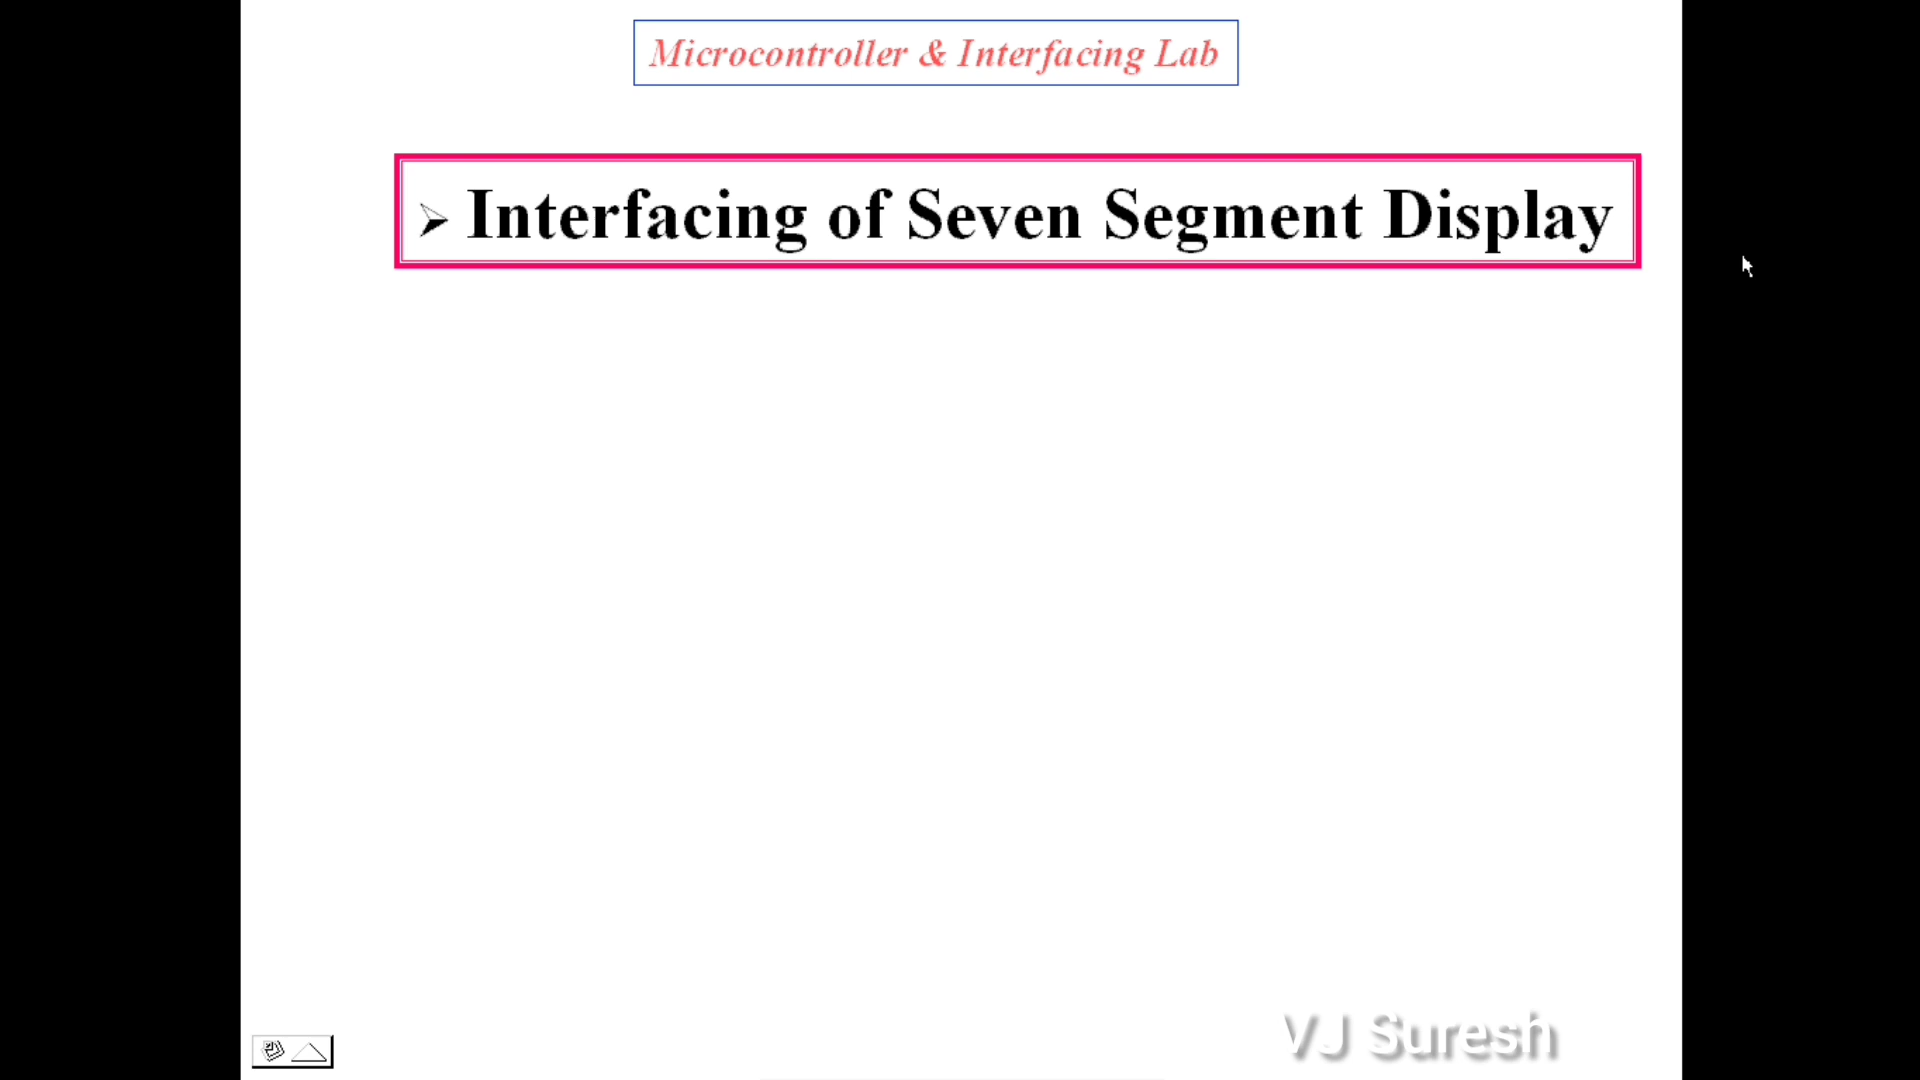 Microcontroller & Interfacing Lab
➢ Interfacing of Seven Segment Display
VJ Suresh